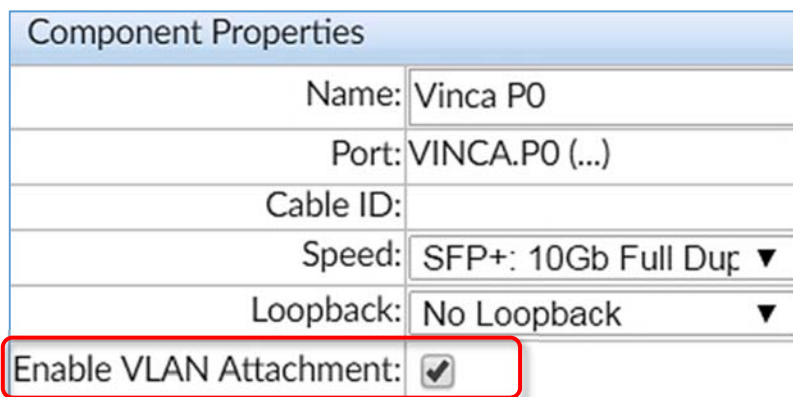 Component Properties
Name: Vinca P0
Port: VINCA.P0 (...)
Cable ID:
Speed: SFP+: 10Gb Full Dup
Loopback: No Loopback
Enable VLAN Attachment: